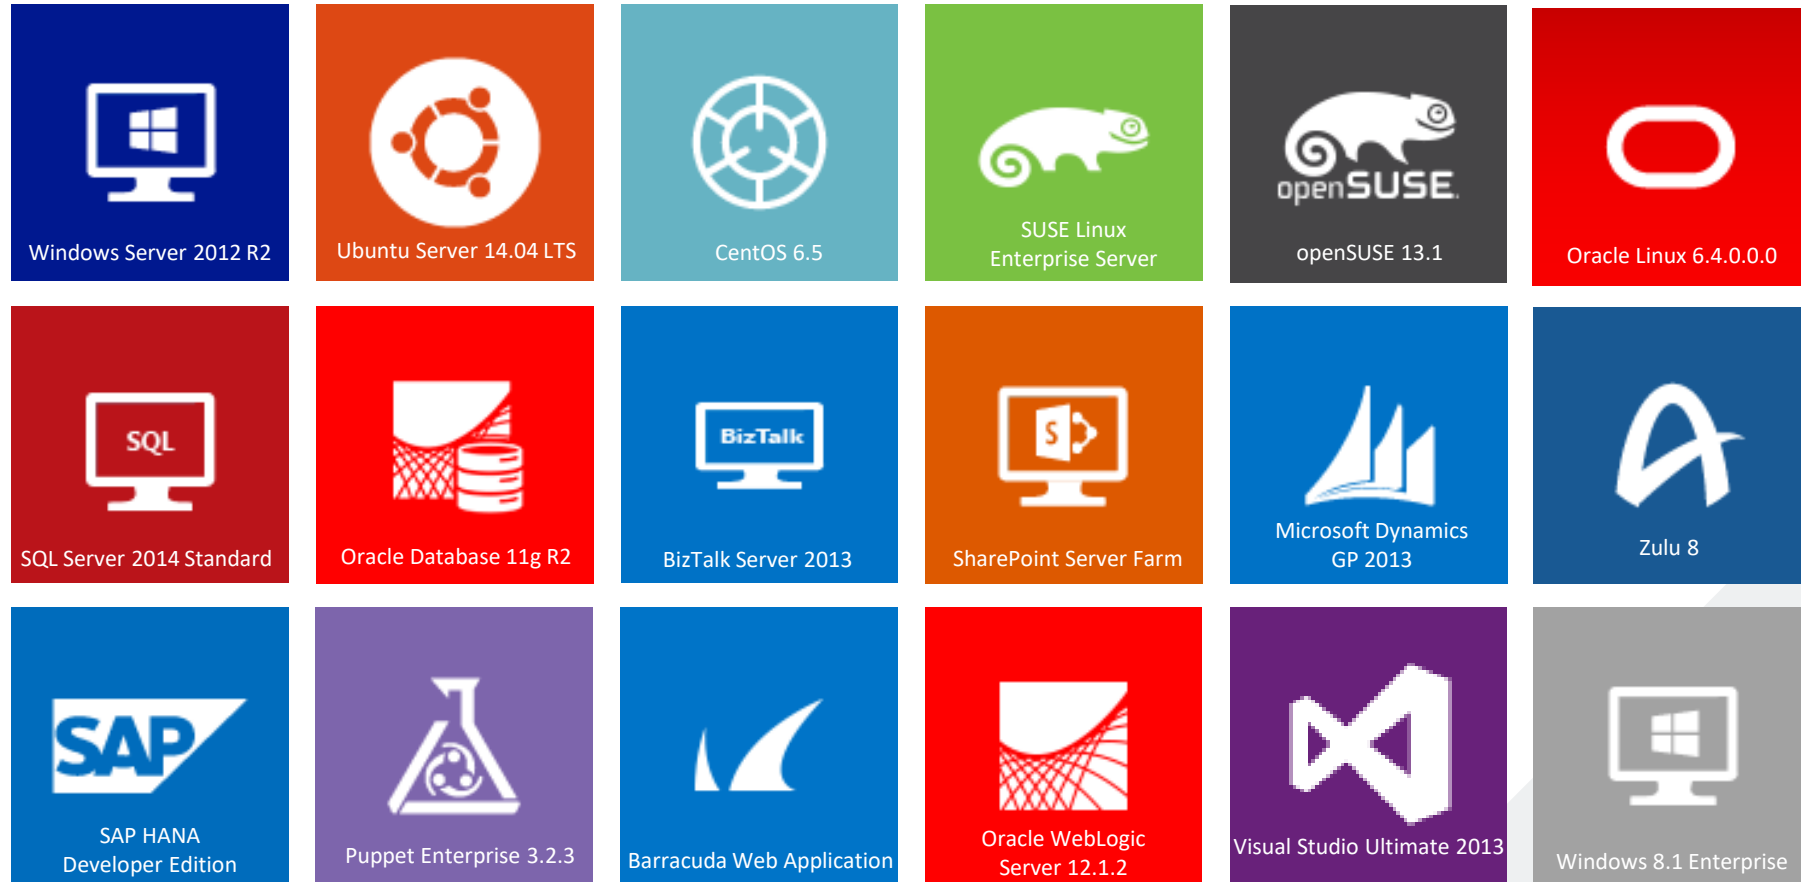 Windows Server 2012 R2
Ubuntu Server 14.04 LTS
CentOS 6.5
SUSE Linux
Enterprise Server
openSUSE
openSUSE 13.1
Oracle Linux 6.4.0.0.0
SQL
SQL Server 2014 Standard
Oracle Database 11g R2
BizTalk
BizTalk Server 2013
S
SharePoint Server Farm
Microsoft Dynamics
GP 2013
Zulu 8
SAP
SAP HANA
Developer Edition
Puppet Enterprise 3.2.3
Barracuda Web Application
Oracle WebLogic
Server 12.1.2
Visual Studio Ultimate 2013
Windows 8.1 Enterprise